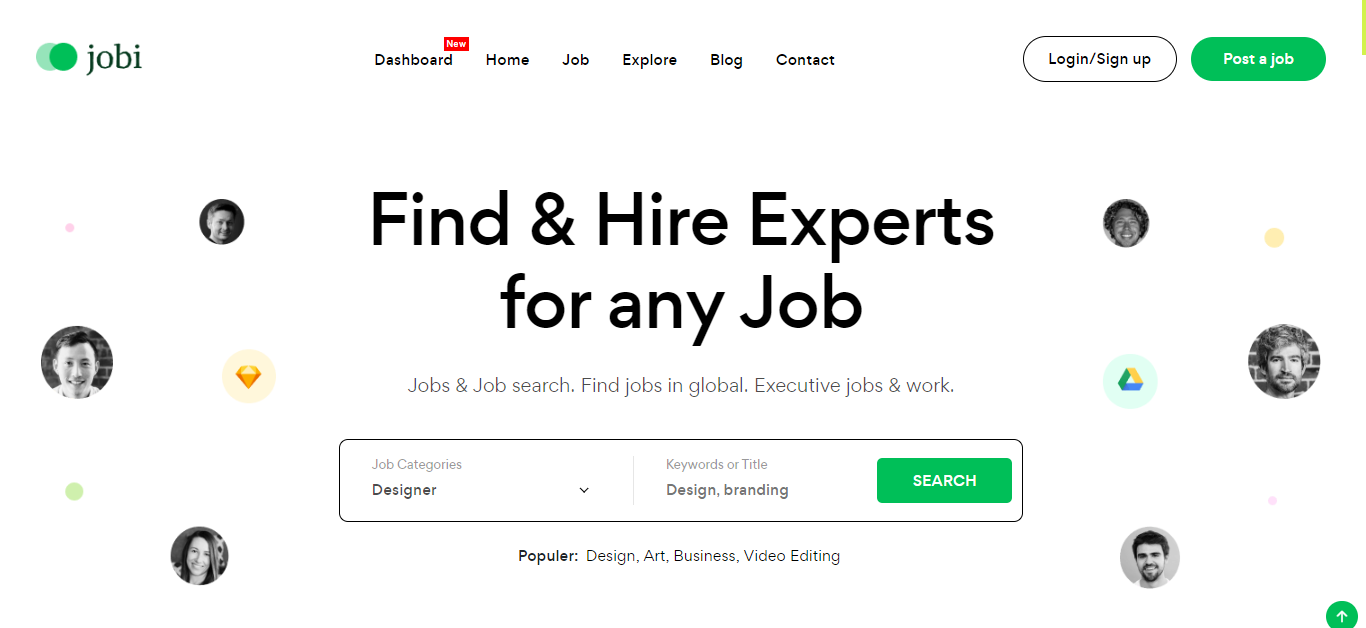 jobi
Dashboard New Home Job Explore Blog Contact
Login/Sign up Post a job
Find & Hire Experts
for any Job
Jobs & Job search. Find jobs in global. Executive jobs & work.
Job Categories Keywords or Title
Designer Design, branding SEARCH
Populer: Design, Art, Business, Video Editing